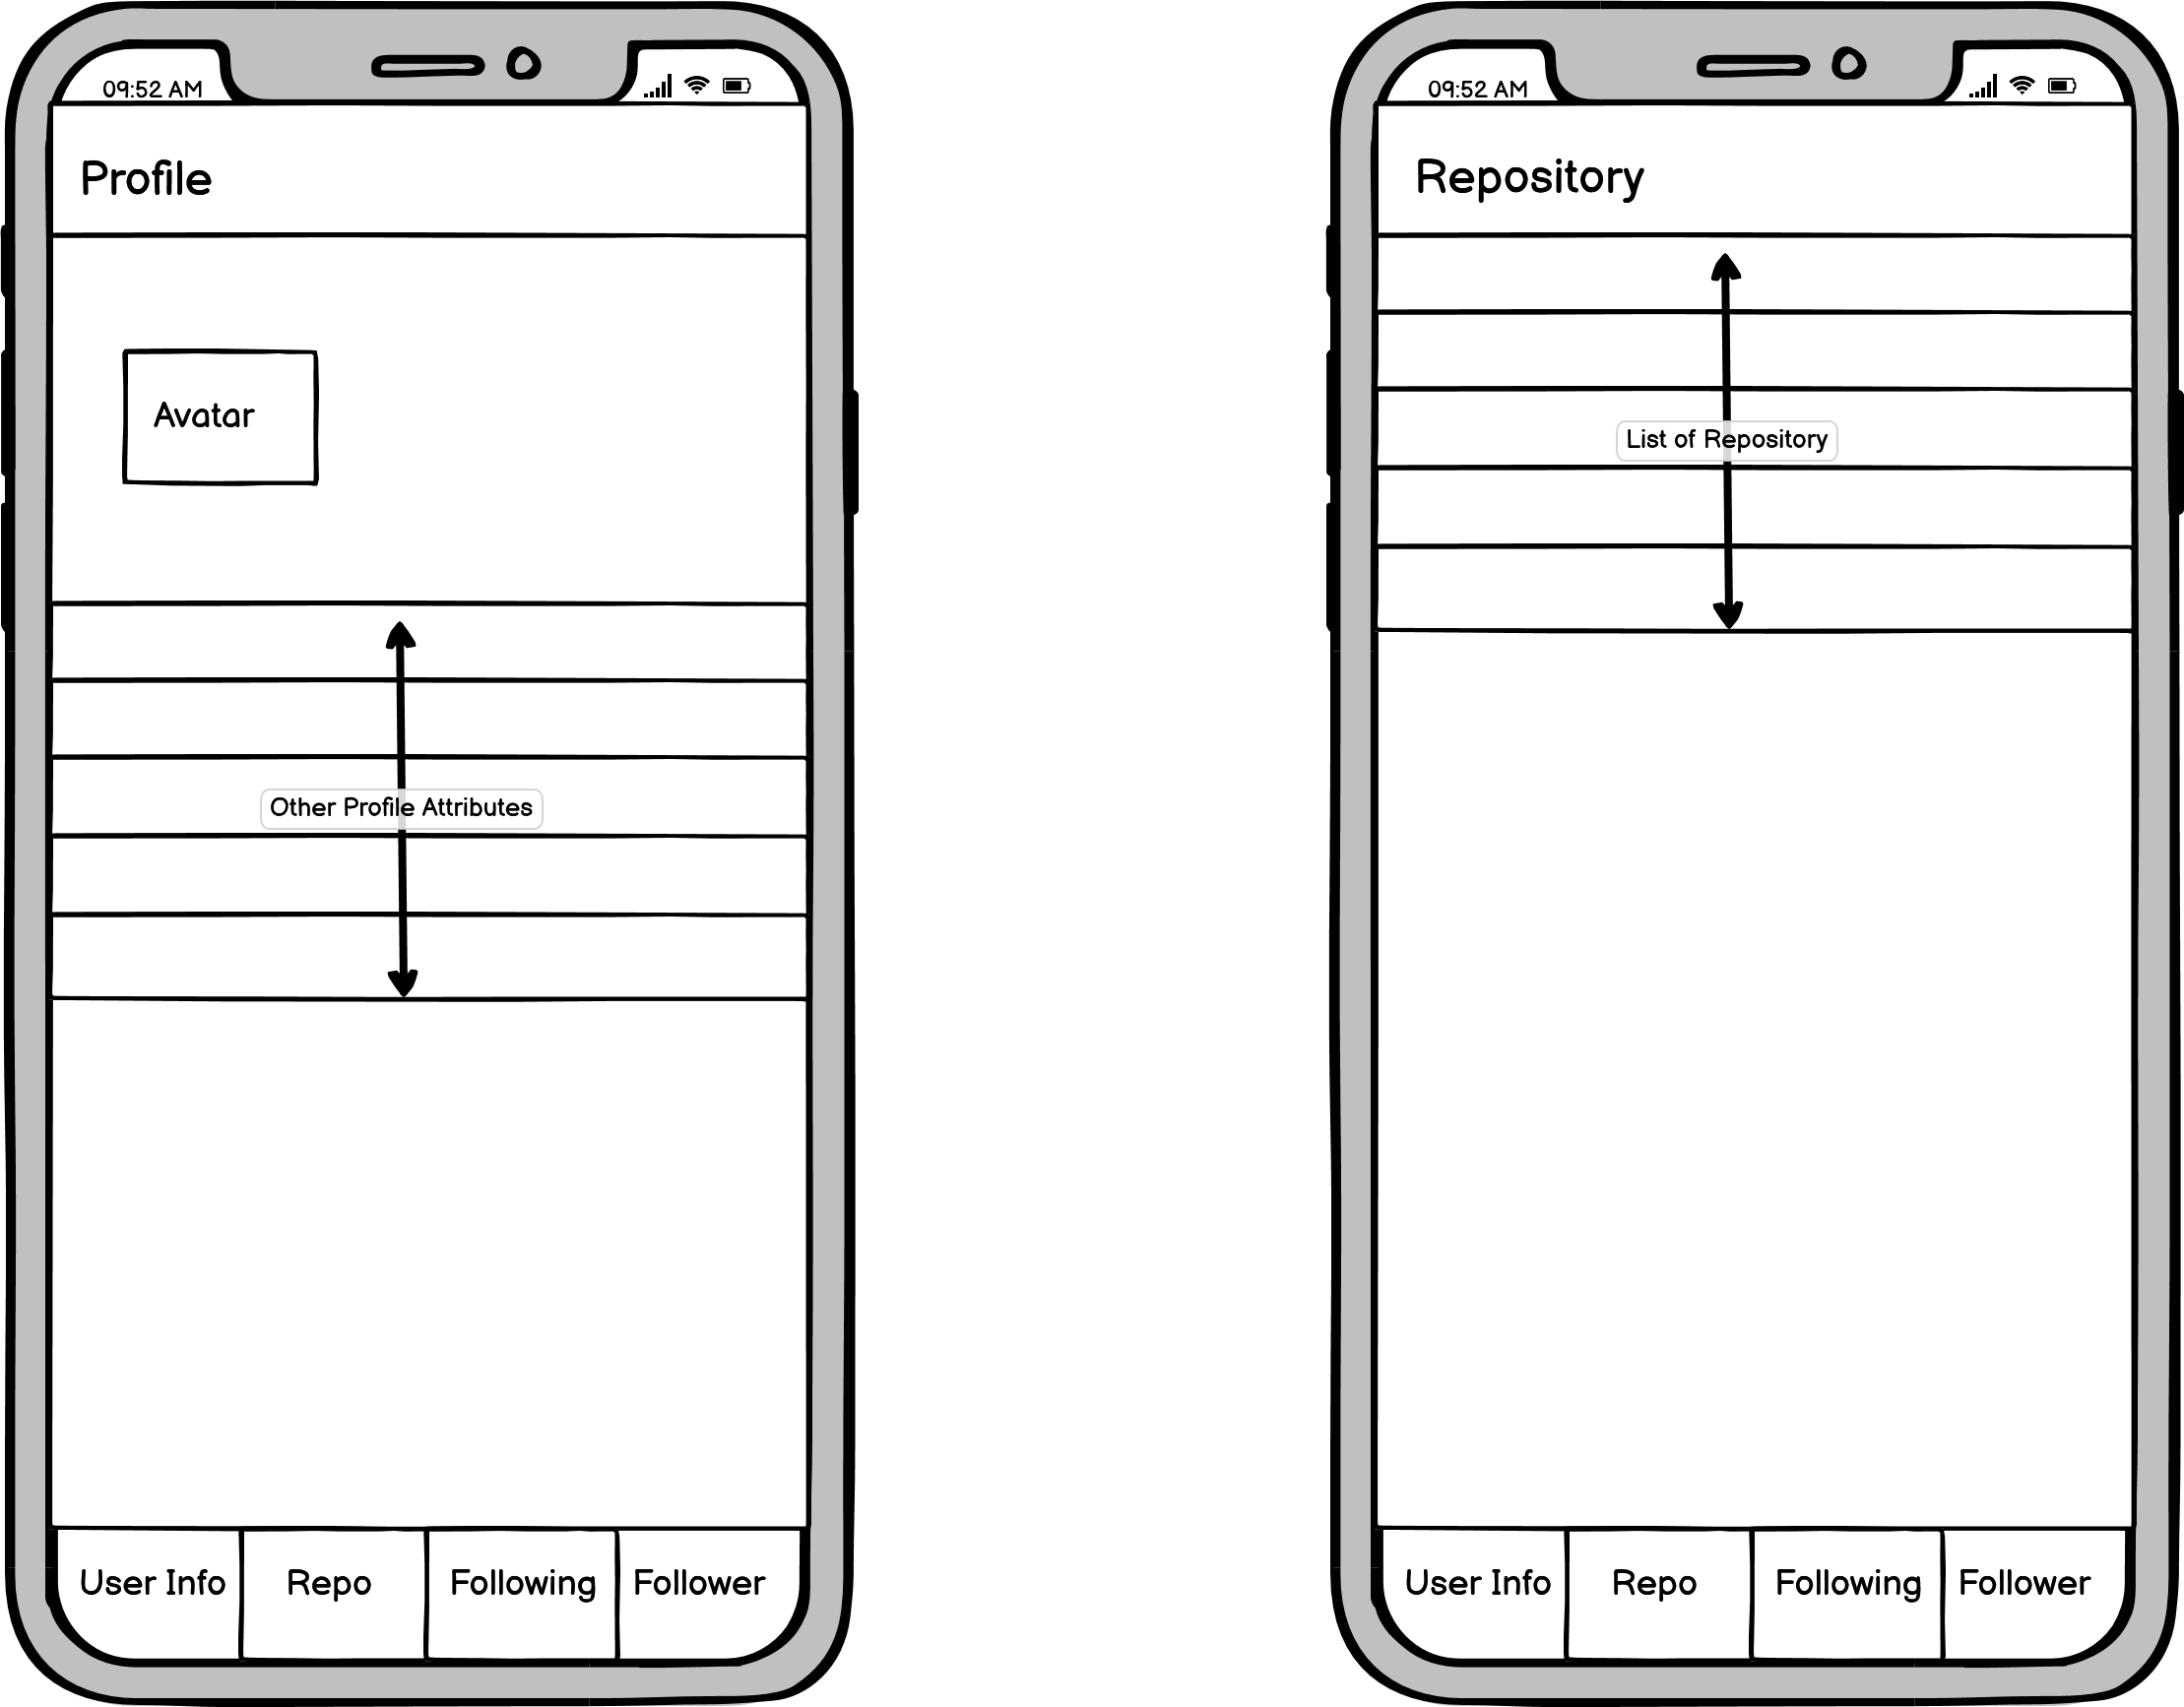 09:52 AM
Profile
Avatar
Other Profile Attributes
User Info
Repo
Following
Follower
09:52 AM
Repository
List of Repository
User Info
Repo
Following
Follower